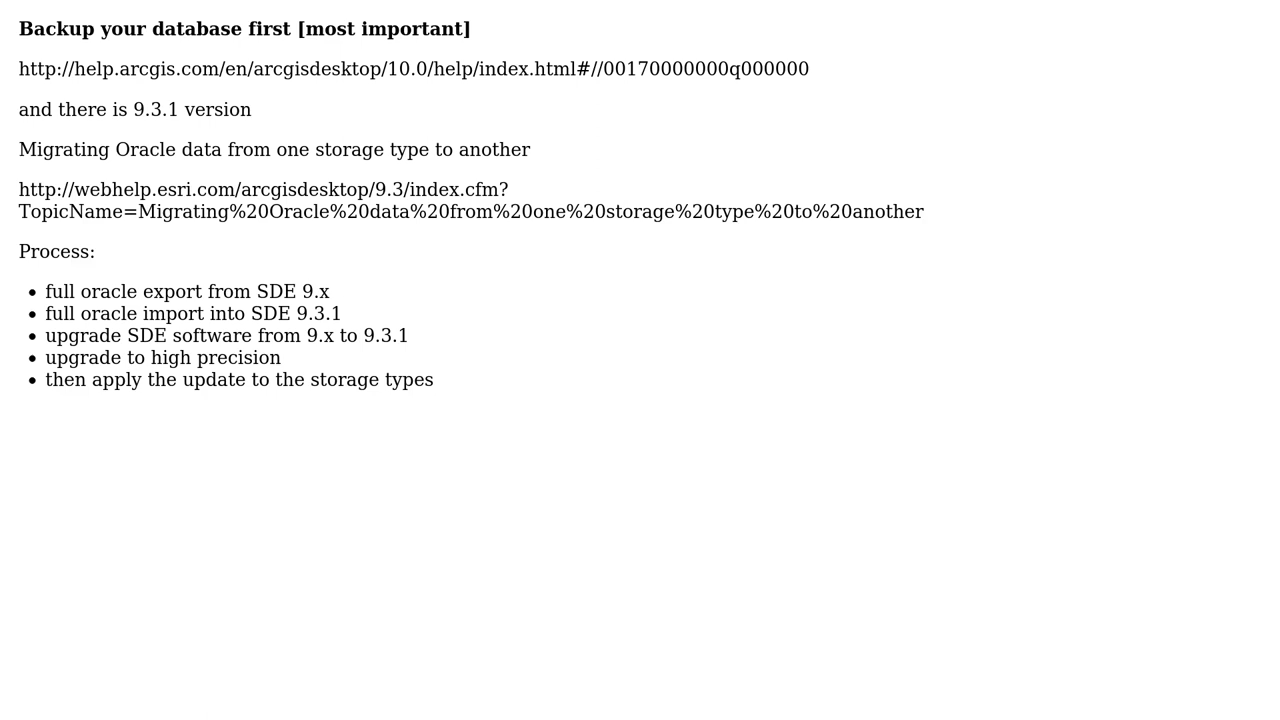 Backup your database first [most important]
http://help.arcgis.com/en/arcgisdesktop/10.0/help/index.html#//00170000000q000000
and there is 9.3.1 version
Migrating Oracle data from one storage type to another
http://webhelp.esri.com/arcgisdesktop/9.3/index.cfm?
TopicName=Migrating%20Oracle%20data%20from%20one%20storage%20type%20to%20another
Process:
• full oracle export from SDE 9.x
• full oracle import into SDE 9.3.1
• upgrade SDE software from 9.x to 9.3.1
• upgrade to high precision
• then apply the update to the storage types